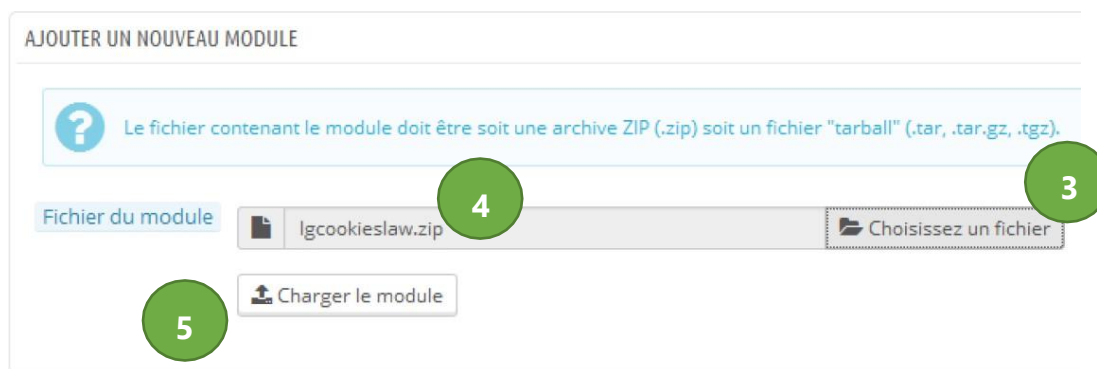 AJOUTER UN NOUVEAU MODULE
?
Le fichier contenant le module doit être soit une archive ZIP (.zip) soit un fichier "tarball" (.tar, .tar.gz, .tgz).
3
4
Fichier du module
lgcookieslaw.zip
Choisissez un fichier
Charger le module
5